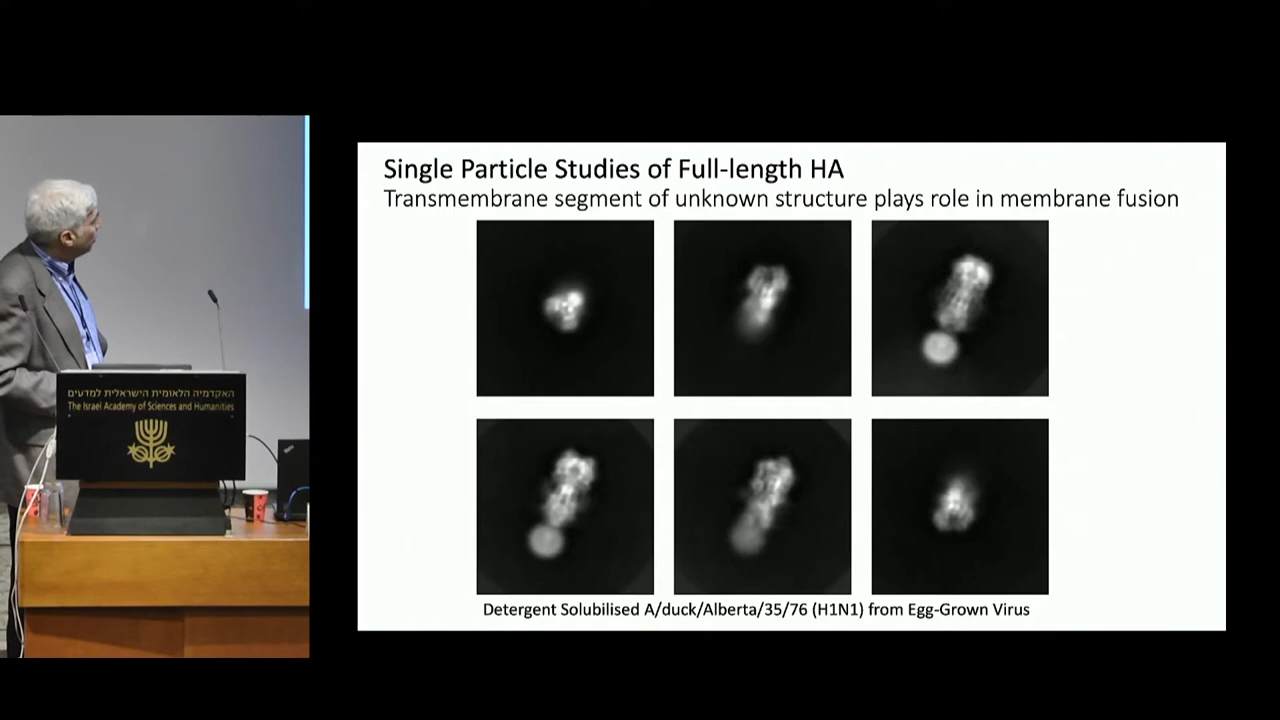 Single Particle Studies of Full-length HA
Transmembrane segment of unknown structure plays role in membrane fusion
Detergent Solubilised A/duck/Alberta/35/76 (H1N1) from Egg-Grown Virus
האקדמיה הלאומית הישראלית למדעים
The Israel Academy of Sciences and Humanities